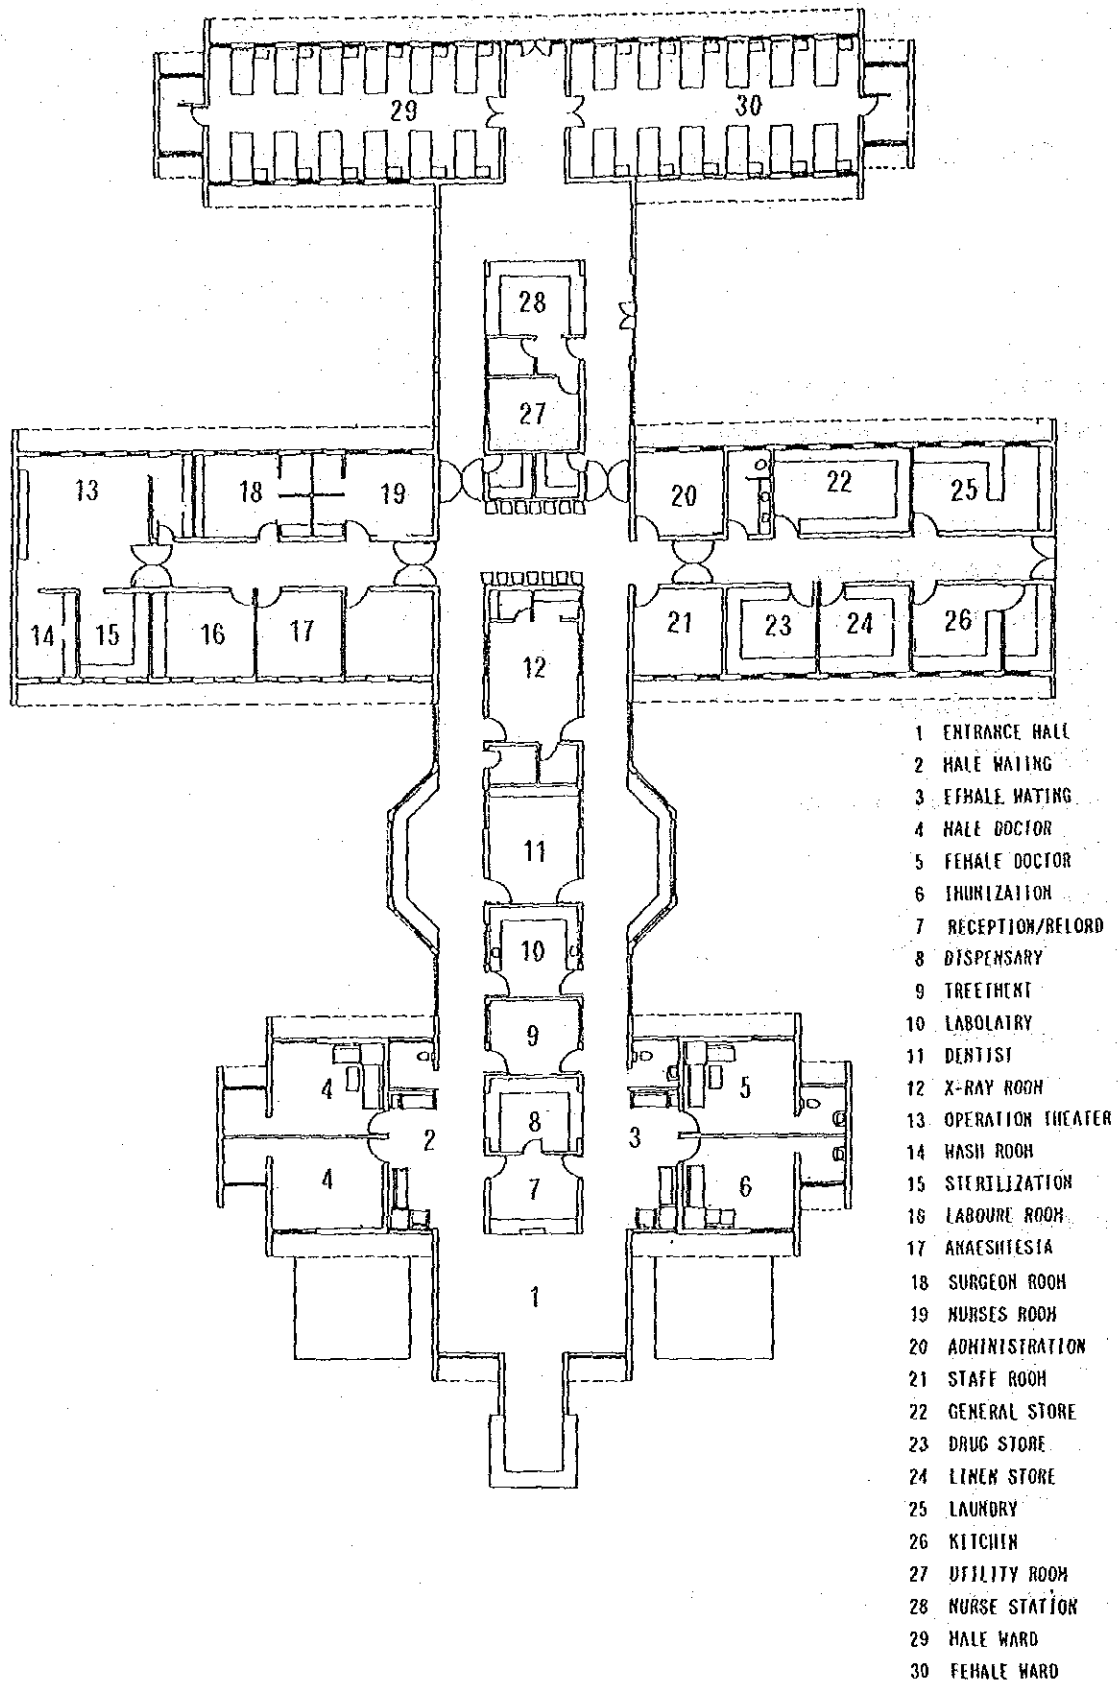 29 30
28
27
13 18 19 20 22 25
14 15 16 17 12 21 23 24 26
11
10
9
4 8 5
2 3
4 7 6
1
1 ENTRANCE HALL
2 HALE WATING
3 EFHALE WATING
4 HALE DOCTOR
5 FEHALE DOCTOR
6 IHUNIZATION
7 RECEPTION/RELORD
8 DISPENSARY
9 TREETHENT
10 LABOLATRY
11 DENTIST
12 X-RAY ROOH
13 OPERATION THEATER
14 WASH ROOH
15 STERILIZATION
16 LABOURE ROOH
17 ANAESHTESIA
18 SURGEON ROOH
19 NURSES ROOH
20 ADHINISTRATION
21 STAFF ROOH
22 GENERAL STORE
23 DRUG STORE
24 LINEN STORE
25 LAUNDRY
26 KITCHIN
27 UTILITY ROOH
28 NURSE STATION
29 HALE WARD
30 FEHALE WARD